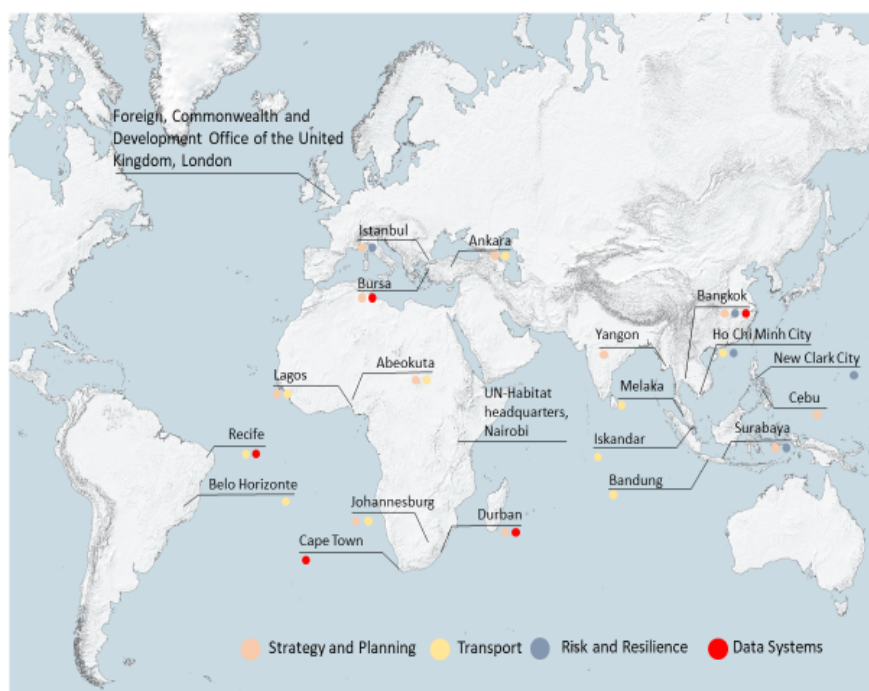 Foreign, Commonwealth and
Development Office of the United
Kingdom, London
Istanbul
Ankara
Bursa
Bangkok
Yangon
Ho Chi Minh City
New Clark City
Abeokuta
Lagos
UN-Habitat
headquarters,
Nairobi
Melaka
Cebu
Recife
Iskandar
Surabaya
Belo Horizonte
Bandung
Johannesburg
Durban
Cape Town
Strategy and Planning
Transport
Risk and Resilience
Data Systems